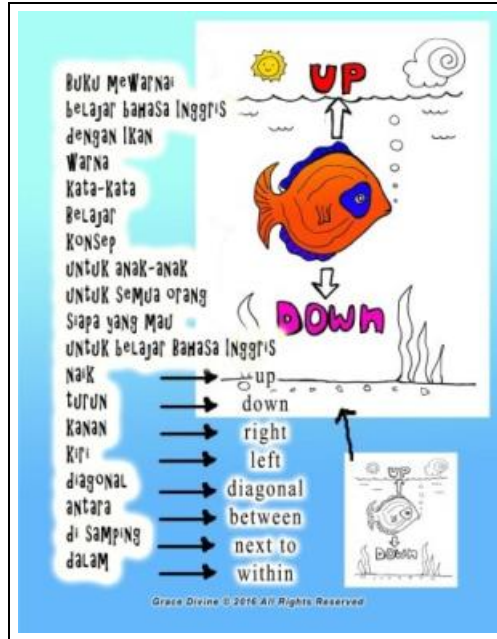 UP
BUKU MEWARNAI
BELAJAR BAHASA INGGRIS
DENGAN IKAN
WARNA
KATA-KATA
BELAJAR
KONSEP
UNTUK ANAK-ANAK
UNTUK SEMUA ORANG
SIAPA YANG MAU
UNTUK BELAJAR BAHASA INGGRIS
DOWN
NAIK up
TURUN down
KANAN right
KIRI left
DIAGONAL diagonal
ANTARA between
DI SAMPING next to
DALAM within
UP
DOWN
Grace Divine © 2016 All Rights Reserved